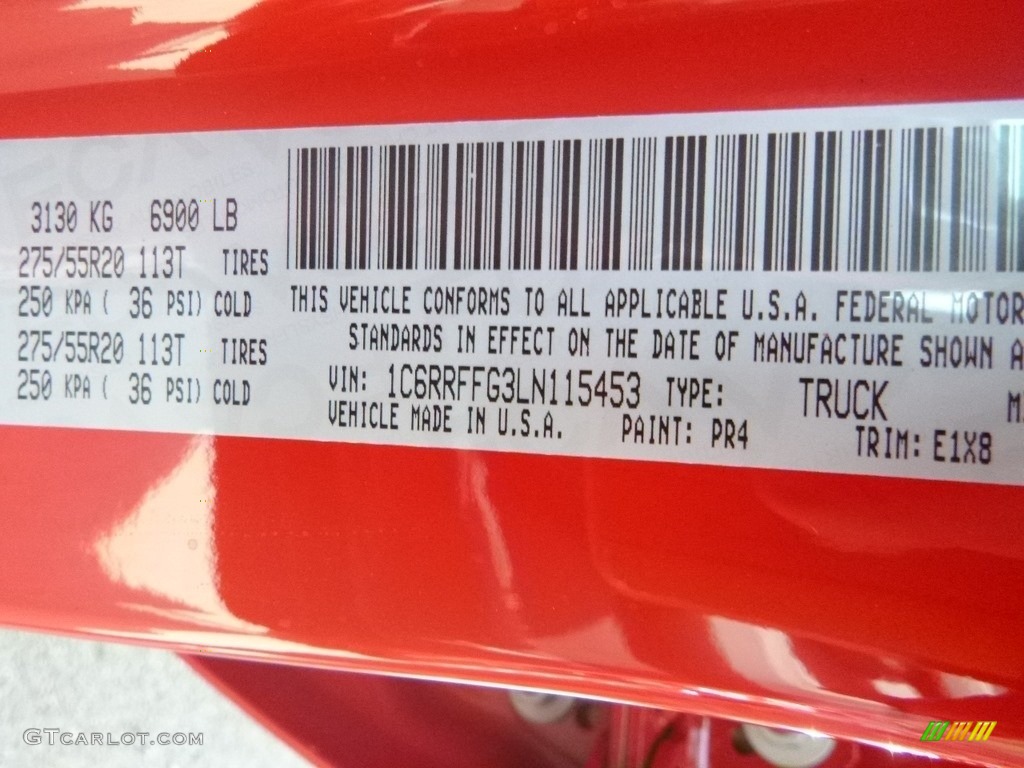 3130 KG 6900 LB
275/55R20 113T TIRES
250 KPA ( 36 PSI) COLD
275/55R20 113T TIRES
250 KPA ( 36 PSI) COLD
THIS VEHICLE CONFORMS TO ALL APPLICABLE U.S.A. FEDERAL MOTOR
STANDARDS IN EFFECT ON THE DATE OF MANUFACTURE SHOWN A
VIN: 1C6RRFFG3LN115453 TYPE: TRUCK M
VEHICLE MADE IN U.S.A. PAINT: PR4 TRIM: E1X8
GTCARLOT.COM